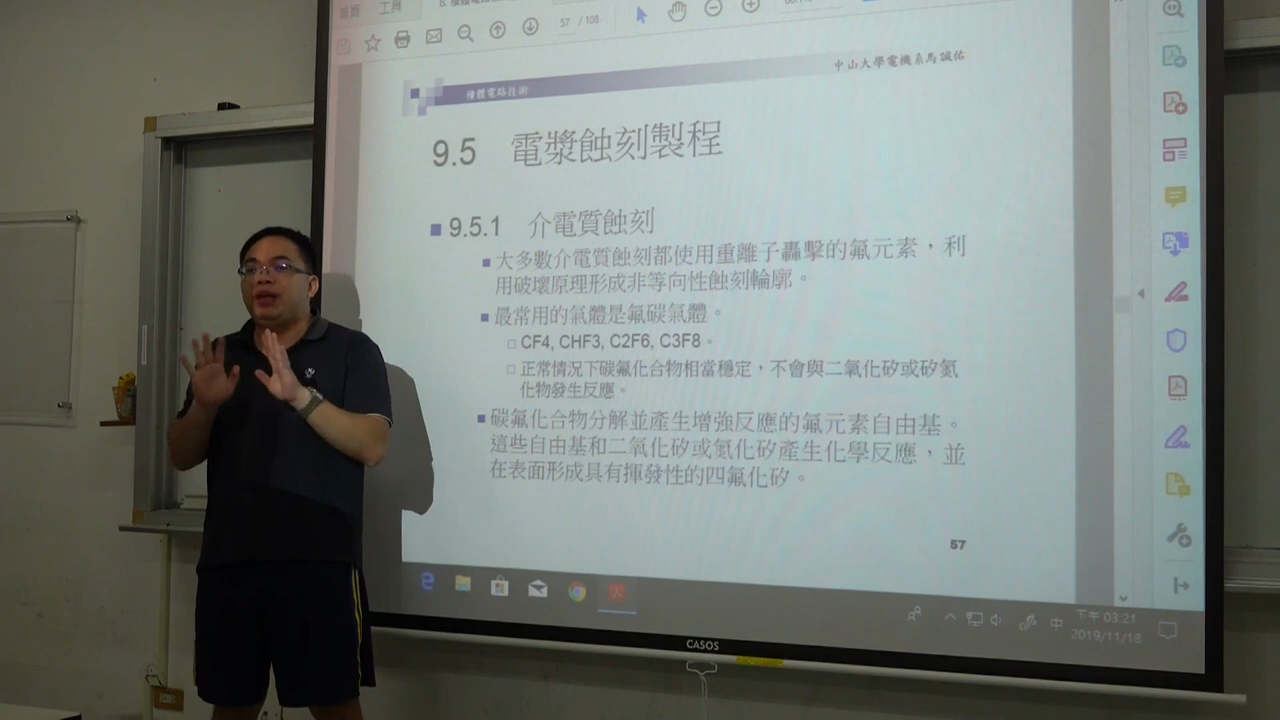 首頁 工具
57 / 108
中山大學電機系馬誠佑
積體電路技術
9.5 電漿蝕刻製程
9.5.1 介電質蝕刻
大多數介電質蝕刻都使用重離子轟擊的氟元素,利
用破壞原理形成非等向性蝕刻輪廓。
最常用的氣體是氟碳氣體。
CF4, CHF3, C2F6, C3F8。
正常情況下碳氟化合物相當穩定,不會與二氧化矽或矽氮
化物發生反應。
碳氟化合物分解並產生增強反應的氟元素自由基。
這些自由基和二氧化矽或氮化矽產生化學反應,並
在表面形成具有揮發性的四氟化矽。
57
中
下午 03:21
2019/11/18
CASOS